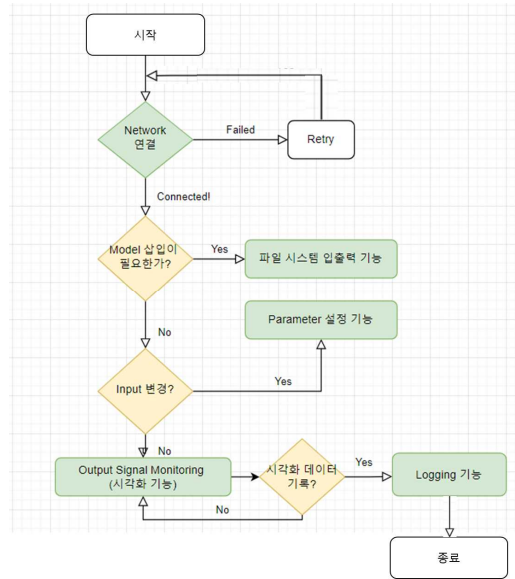 시작
Network
연결
Failed
Retry
Connected!
Model 삽입이
필요한가?
Yes
파일 시스템 입출력 기능
Parameter 설정 기능
No
Input 변경?
Yes
No
Output Signal Monitoring
(시각화 기능)
시각화 데이터
기록?
Yes
Logging 기능
No
종료